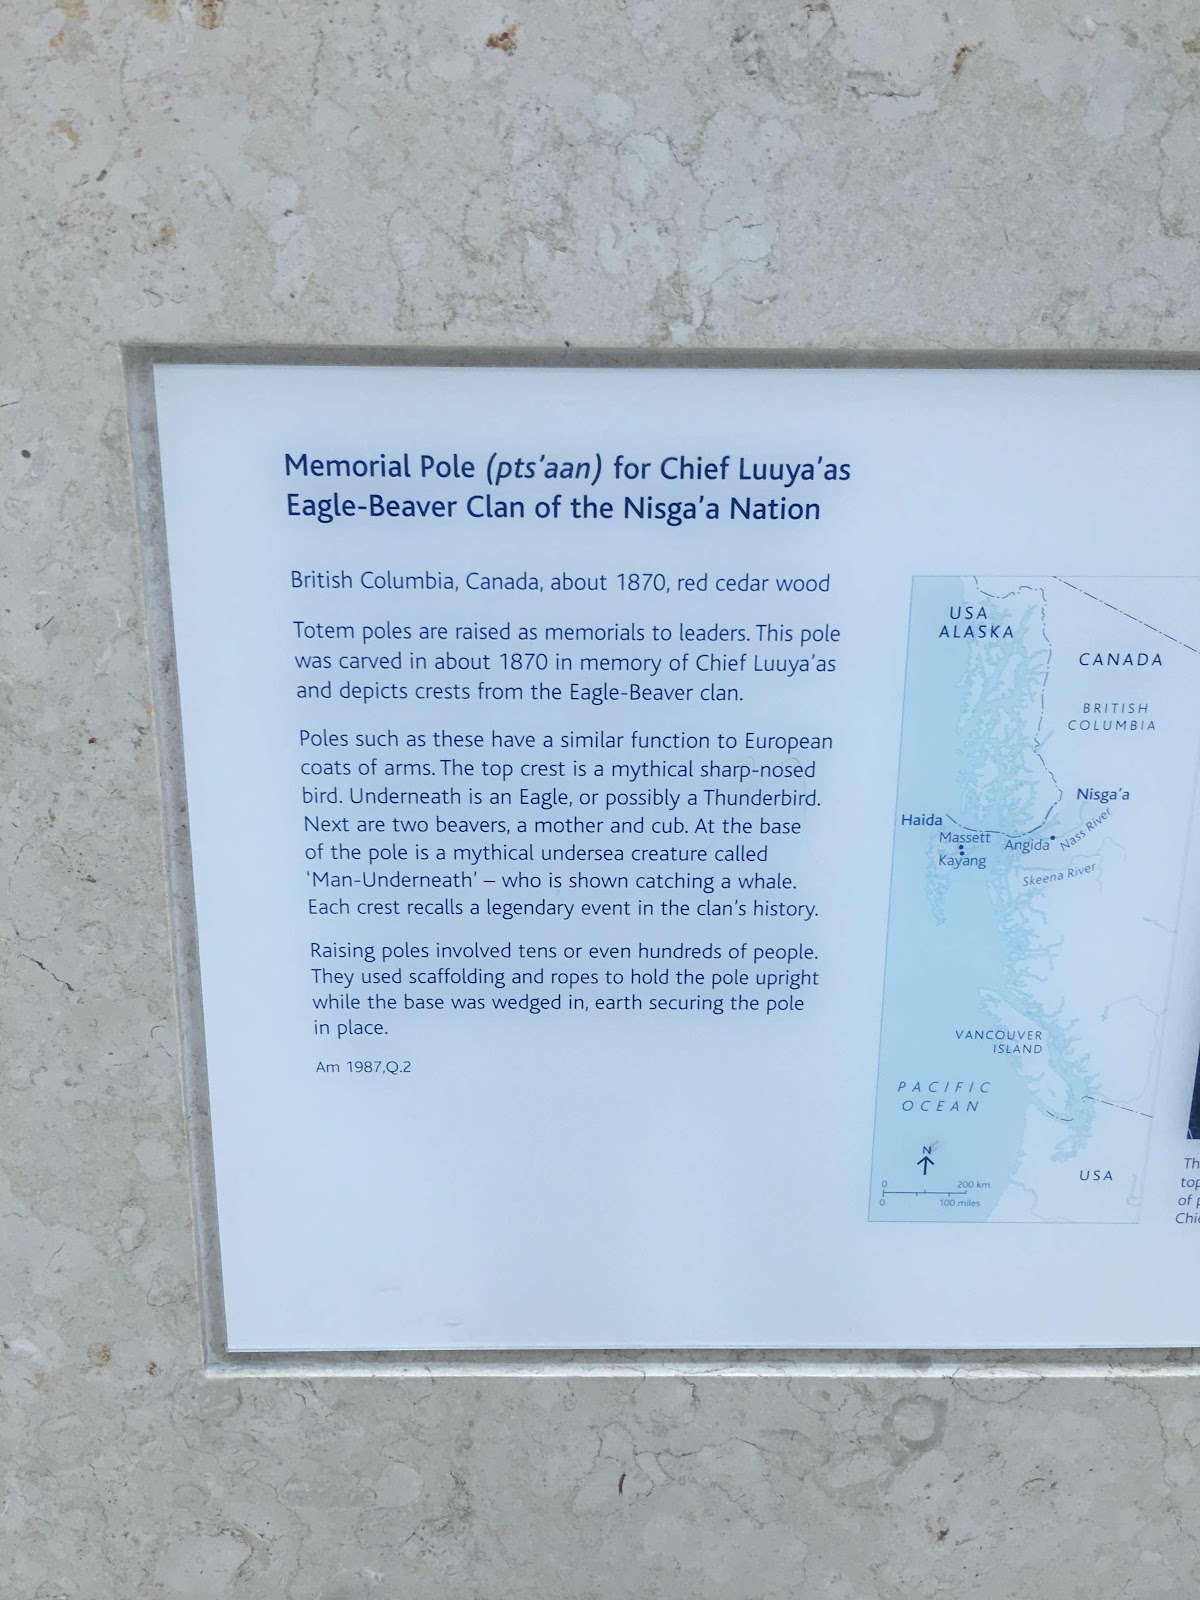 Memorial Pole (pts’aan) for Chief Luuya’as
Eagle-Beaver Clan of the Nisga’a Nation
British Columbia, Canada, about 1870, red cedar wood
Totem poles are raised as memorials to leaders. This pole
was carved in about 1870 in memory of Chief Luuya’as
and depicts crests from the Eagle-Beaver clan.
Poles such as these have a similar function to European
coats of arms. The top crest is a mythical sharp-nosed
bird. Underneath is an Eagle, or possibly a Thunderbird.
Next are two beavers, a mother and cub. At the base
of the pole is a mythical undersea creature called
‘Man-Underneath’ – who is shown catching a whale.
Each crest recalls a legendary event in the clan’s history.
Raising poles involved tens or even hundreds of people.
They used scaffolding and ropes to hold the pole upright
while the base was wedged in, earth securing the pole
in place.
Am 1987,Q.2
USA
ALASKA
CANADA
BRITISH
COLUMBIA
Nisga’a
Haida
Massett
Kayang
Angida
Nass River
Skeena River
VANCOUVER
ISLAND
PACIFIC
OCEAN
N
0 200 km
0 100 miles
USA
of